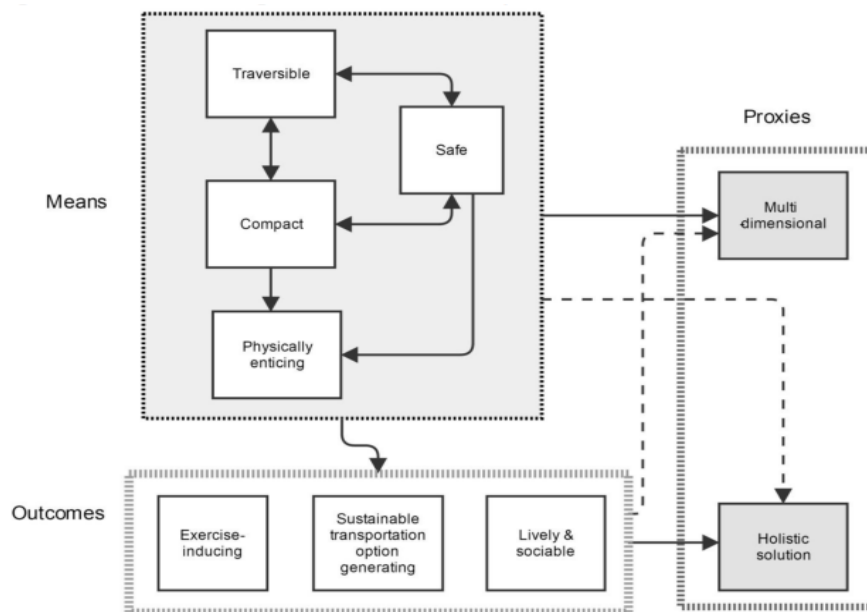 Traversible
Proxies
Safe
Means
Compact
Multi
-dimensional
Physically
enticing
Outcomes
Exercise-
inducing
Sustainable
transportation
option
generating
Lively &
sociable
Holistic
solution